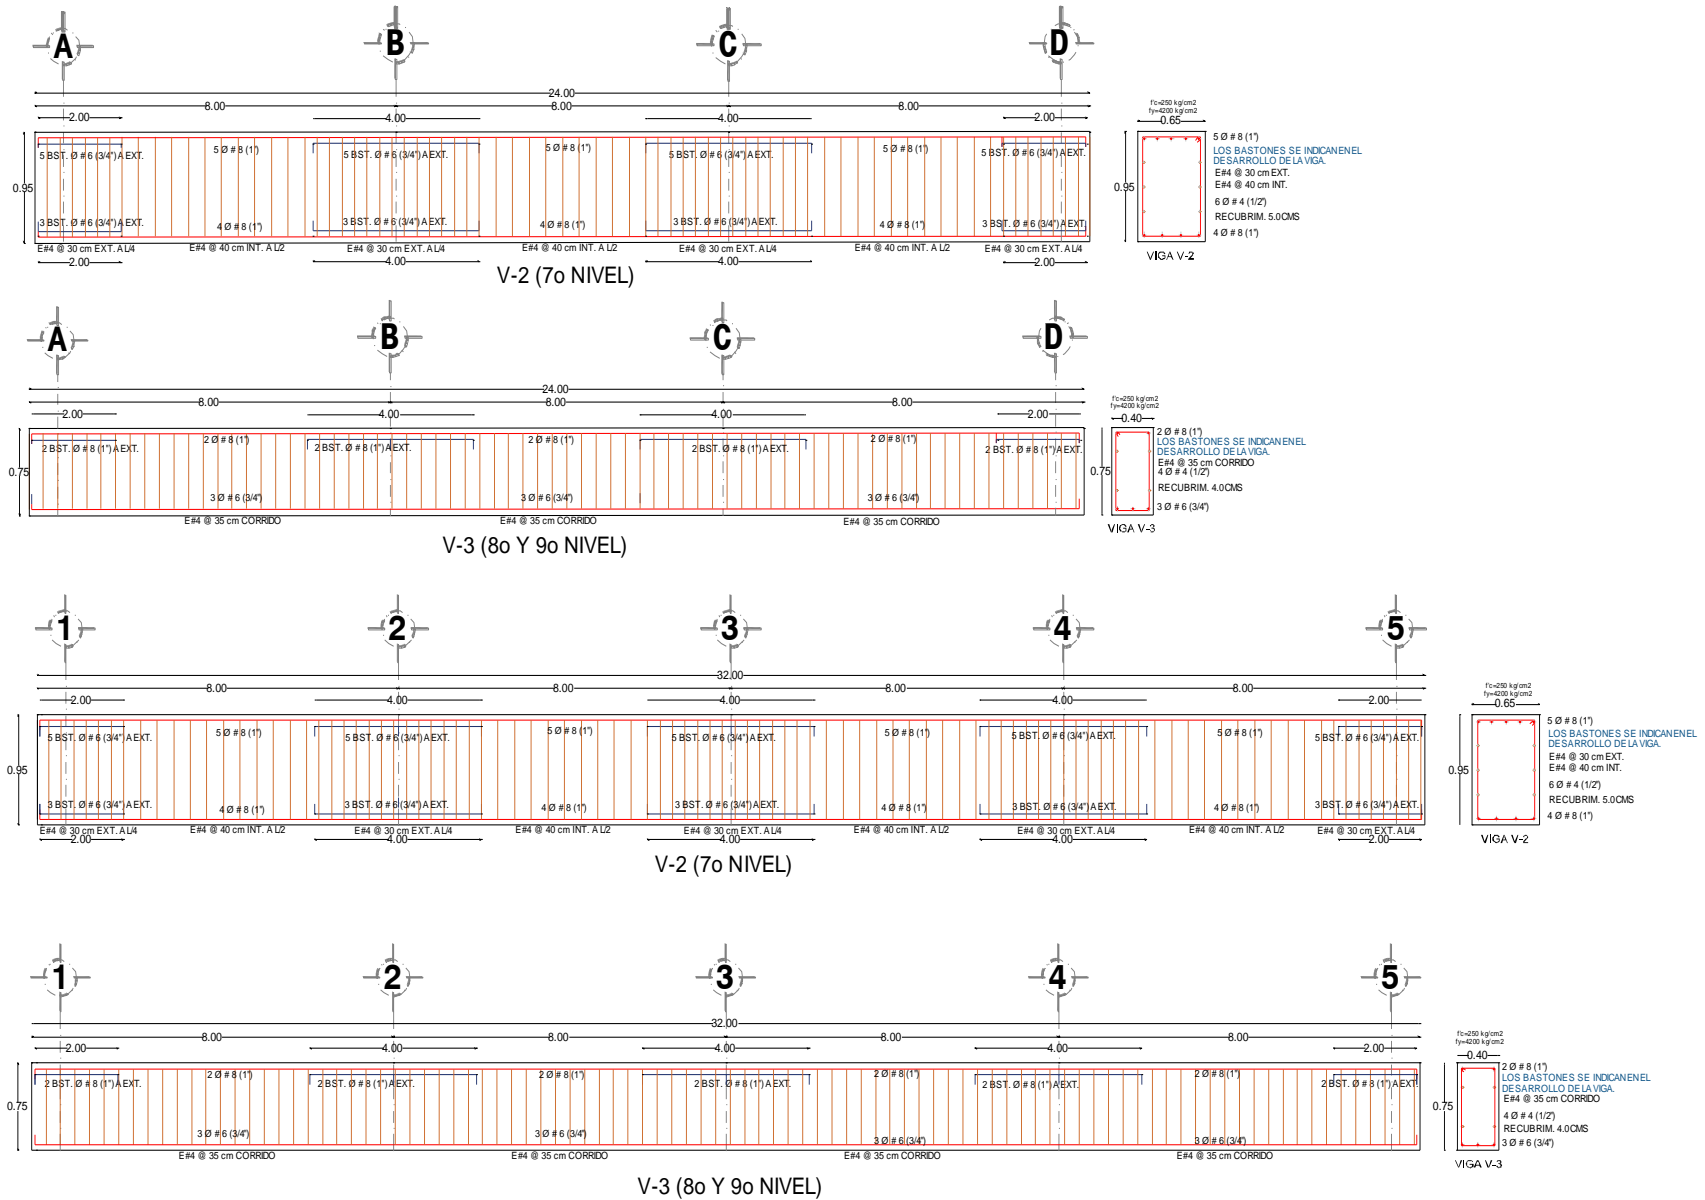 A B C D
24.00
8.00 8.00 8.00
2.00 4.00 4.00 2.00
5 BST. Ø # 6 (3/4") A EXT. 5 Ø # 8 (1") 5 BST. Ø # 6 (3/4") A EXT. 5 Ø # 8 (1") 5 BST. Ø # 6 (3/4") A EXT. 5 Ø # 8 (1") 5 BST. Ø # 6 (3/4") A EXT.
0.95
3 BST. Ø # 6 (3/4") A EXT. 4 Ø # 8 (1") 3 BST. Ø # 6 (3/4") A EXT. 4 Ø # 8 (1") 3 BST. Ø # 6 (3/4") A EXT. 4 Ø # 8 (1") 3 BST. Ø # 6 (3/4") A EXT.
E#4 @ 30 cm EXT. A L/4 E#4 @ 40 cm INT. A L/2 E#4 @ 30 cm EXT. A L/4 E#4 @ 40 cm INT. A L/2 E#4 @ 30 cm EXT. A L/4 E#4 @ 40 cm INT. A L/2 E#4 @ 30 cm EXT. A L/4
2.00 4.00 4.00 2.00
V-2 (7o NIVEL)
f'c=250 kg/cm2
fy=4200 kg/cm2
0.65
0.95
5 Ø # 8 (1")
LOS BASTONES SE INDICAN EN EL
DESARROLLO DE LA VIGA.
E#4 @ 30 cm EXT.
E#4 @ 40 cm INT.
6 Ø # 4 (1/2")
RECUBRIM. 5.0CMS
4 Ø # 8 (1")
VIGA V-2
A B C D
24.00
8.00 8.00 8.00
2.00 4.00 4.00 2.00
2 BST. Ø # 8 (1") A EXT. 2 Ø # 8 (1") 2 BST. Ø # 8 (1") A EXT. 2 Ø # 8 (1") 2 BST. Ø # 8 (1") A EXT. 2 Ø # 8 (1") 2 BST. Ø # 8 (1") A EXT.
0.75
3 Ø # 6 (3/4") 3 Ø # 6 (3/4") 3 Ø # 6 (3/4")
E#4 @ 35 cm CORRIDO E#4 @ 35 cm CORRIDO E#4 @ 35 cm CORRIDO
V-3 (8o Y 9o NIVEL)
f'c=250 kg/cm2
fy=4200 kg/cm2
0.40
0.75
2 Ø # 8 (1")
LOS BASTONES SE INDICAN EN EL
DESARROLLO DE LA VIGA.
E#4 @ 35 cm CORRIDO
4 Ø # 4 (1/2")
RECUBRIM. 4.0CMS
3 Ø # 6 (3/4")
VIGA V-3
1 2 3 4 5
32.00
8.00 8.00 8.00 8.00
2.00 4.00 4.00 4.00 2.00
5 BST. Ø # 6 (3/4") A EXT. 5 Ø # 8 (1") 5 BST. Ø # 6 (3/4") A EXT. 5 Ø # 8 (1") 5 BST. Ø # 6 (3/4") A EXT. 5 Ø # 8 (1") 5 BST. Ø # 6 (3/4") A EXT. 5 Ø # 8 (1") 5 BST. Ø # 6 (3/4") A EXT.
0.95
3 BST. Ø # 6 (3/4") A EXT. 4 Ø # 8 (1") 3 BST. Ø # 6 (3/4") A EXT. 4 Ø # 8 (1") 3 BST. Ø # 6 (3/4") A EXT. 4 Ø # 8 (1") 3 BST. Ø # 6 (3/4") A EXT. 4 Ø # 8 (1") 3 BST. Ø # 6 (3/4") A EXT.
E#4 @ 30 cm EXT. A L/4 E#4 @ 40 cm INT. A L/2 E#4 @ 30 cm EXT. A L/4 E#4 @ 40 cm INT. A L/2 E#4 @ 30 cm EXT. A L/4 E#4 @ 40 cm INT. A L/2 E#4 @ 30 cm EXT. A L/4 E#4 @ 40 cm INT. A L/2 E#4 @ 30 cm EXT. A L/4
2.00 4.00 4.00 4.00 2.00
V-2 (7o NIVEL)
f'c=250 kg/cm2
fy=4200 kg/cm2
0.65
0.95
5 Ø # 8 (1")
LOS BASTONES SE INDICAN EN EL
DESARROLLO DE LA VIGA.
E#4 @ 30 cm EXT.
E#4 @ 40 cm INT.
6 Ø # 4 (1/2")
RECUBRIM. 5.0CMS
4 Ø # 8 (1")
VIGA V-2
1 2 3 4 5
32.00
8.00 8.00 8.00 8.00
2.00 4.00 4.00 4.00 2.00
2 BST. Ø # 8 (1") A EXT. 2 Ø # 8 (1") 2 BST. Ø # 8 (1") A EXT. 2 Ø # 8 (1") 2 BST. Ø # 8 (1") A EXT. 2 Ø # 8 (1") 2 BST. Ø # 8 (1") A EXT. 2 Ø # 8 (1") 2 BST. Ø # 8 (1") A EXT.
0.75
3 Ø # 6 (3/4") 3 Ø # 6 (3/4") 3 Ø # 6 (3/4") 3 Ø # 6 (3/4")
E#4 @ 35 cm CORRIDO E#4 @ 35 cm CORRIDO E#4 @ 35 cm CORRIDO E#4 @ 35 cm CORRIDO
V-3 (8o Y 9o NIVEL)
f'c=250 kg/cm2
fy=4200 kg/cm2
0.40
0.75
2 Ø # 8 (1")
LOS BASTONES SE INDICAN EN EL
DESARROLLO DE LA VIGA.
E#4 @ 35 cm CORRIDO
4 Ø # 4 (1/2")
RECUBRIM. 4.0CMS
3 Ø # 6 (3/4")
VIGA V-3